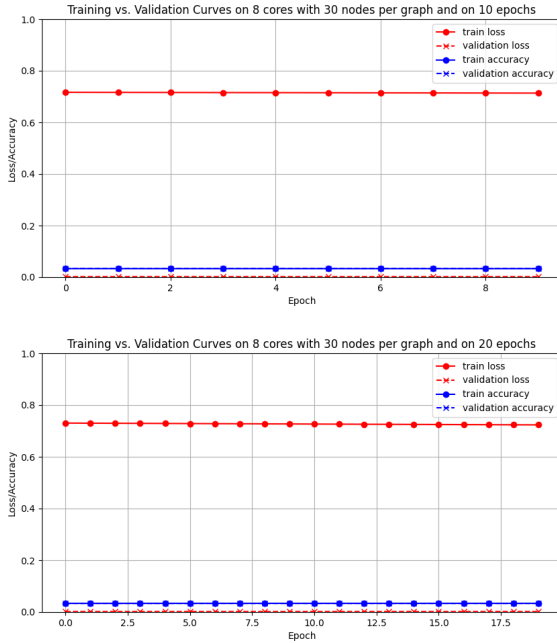 Training vs. Validation Curves on 8 cores with 30 nodes per graph and on 10 epochs
train loss
validation loss
train accuracy
validation accuracy
Loss/Accuracy
1.0
0.8
0.6
0.4
0.2
0.0
0 2 4 6 8
Epoch
Training vs. Validation Curves on 8 cores with 30 nodes per graph and on 20 epochs
train loss
validation loss
train accuracy
validation accuracy
Loss/Accuracy
1.0
0.8
0.6
0.4
0.2
0.0
0.0 2.5 5.0 7.5 10.0 12.5 15.0 17.5
Epoch